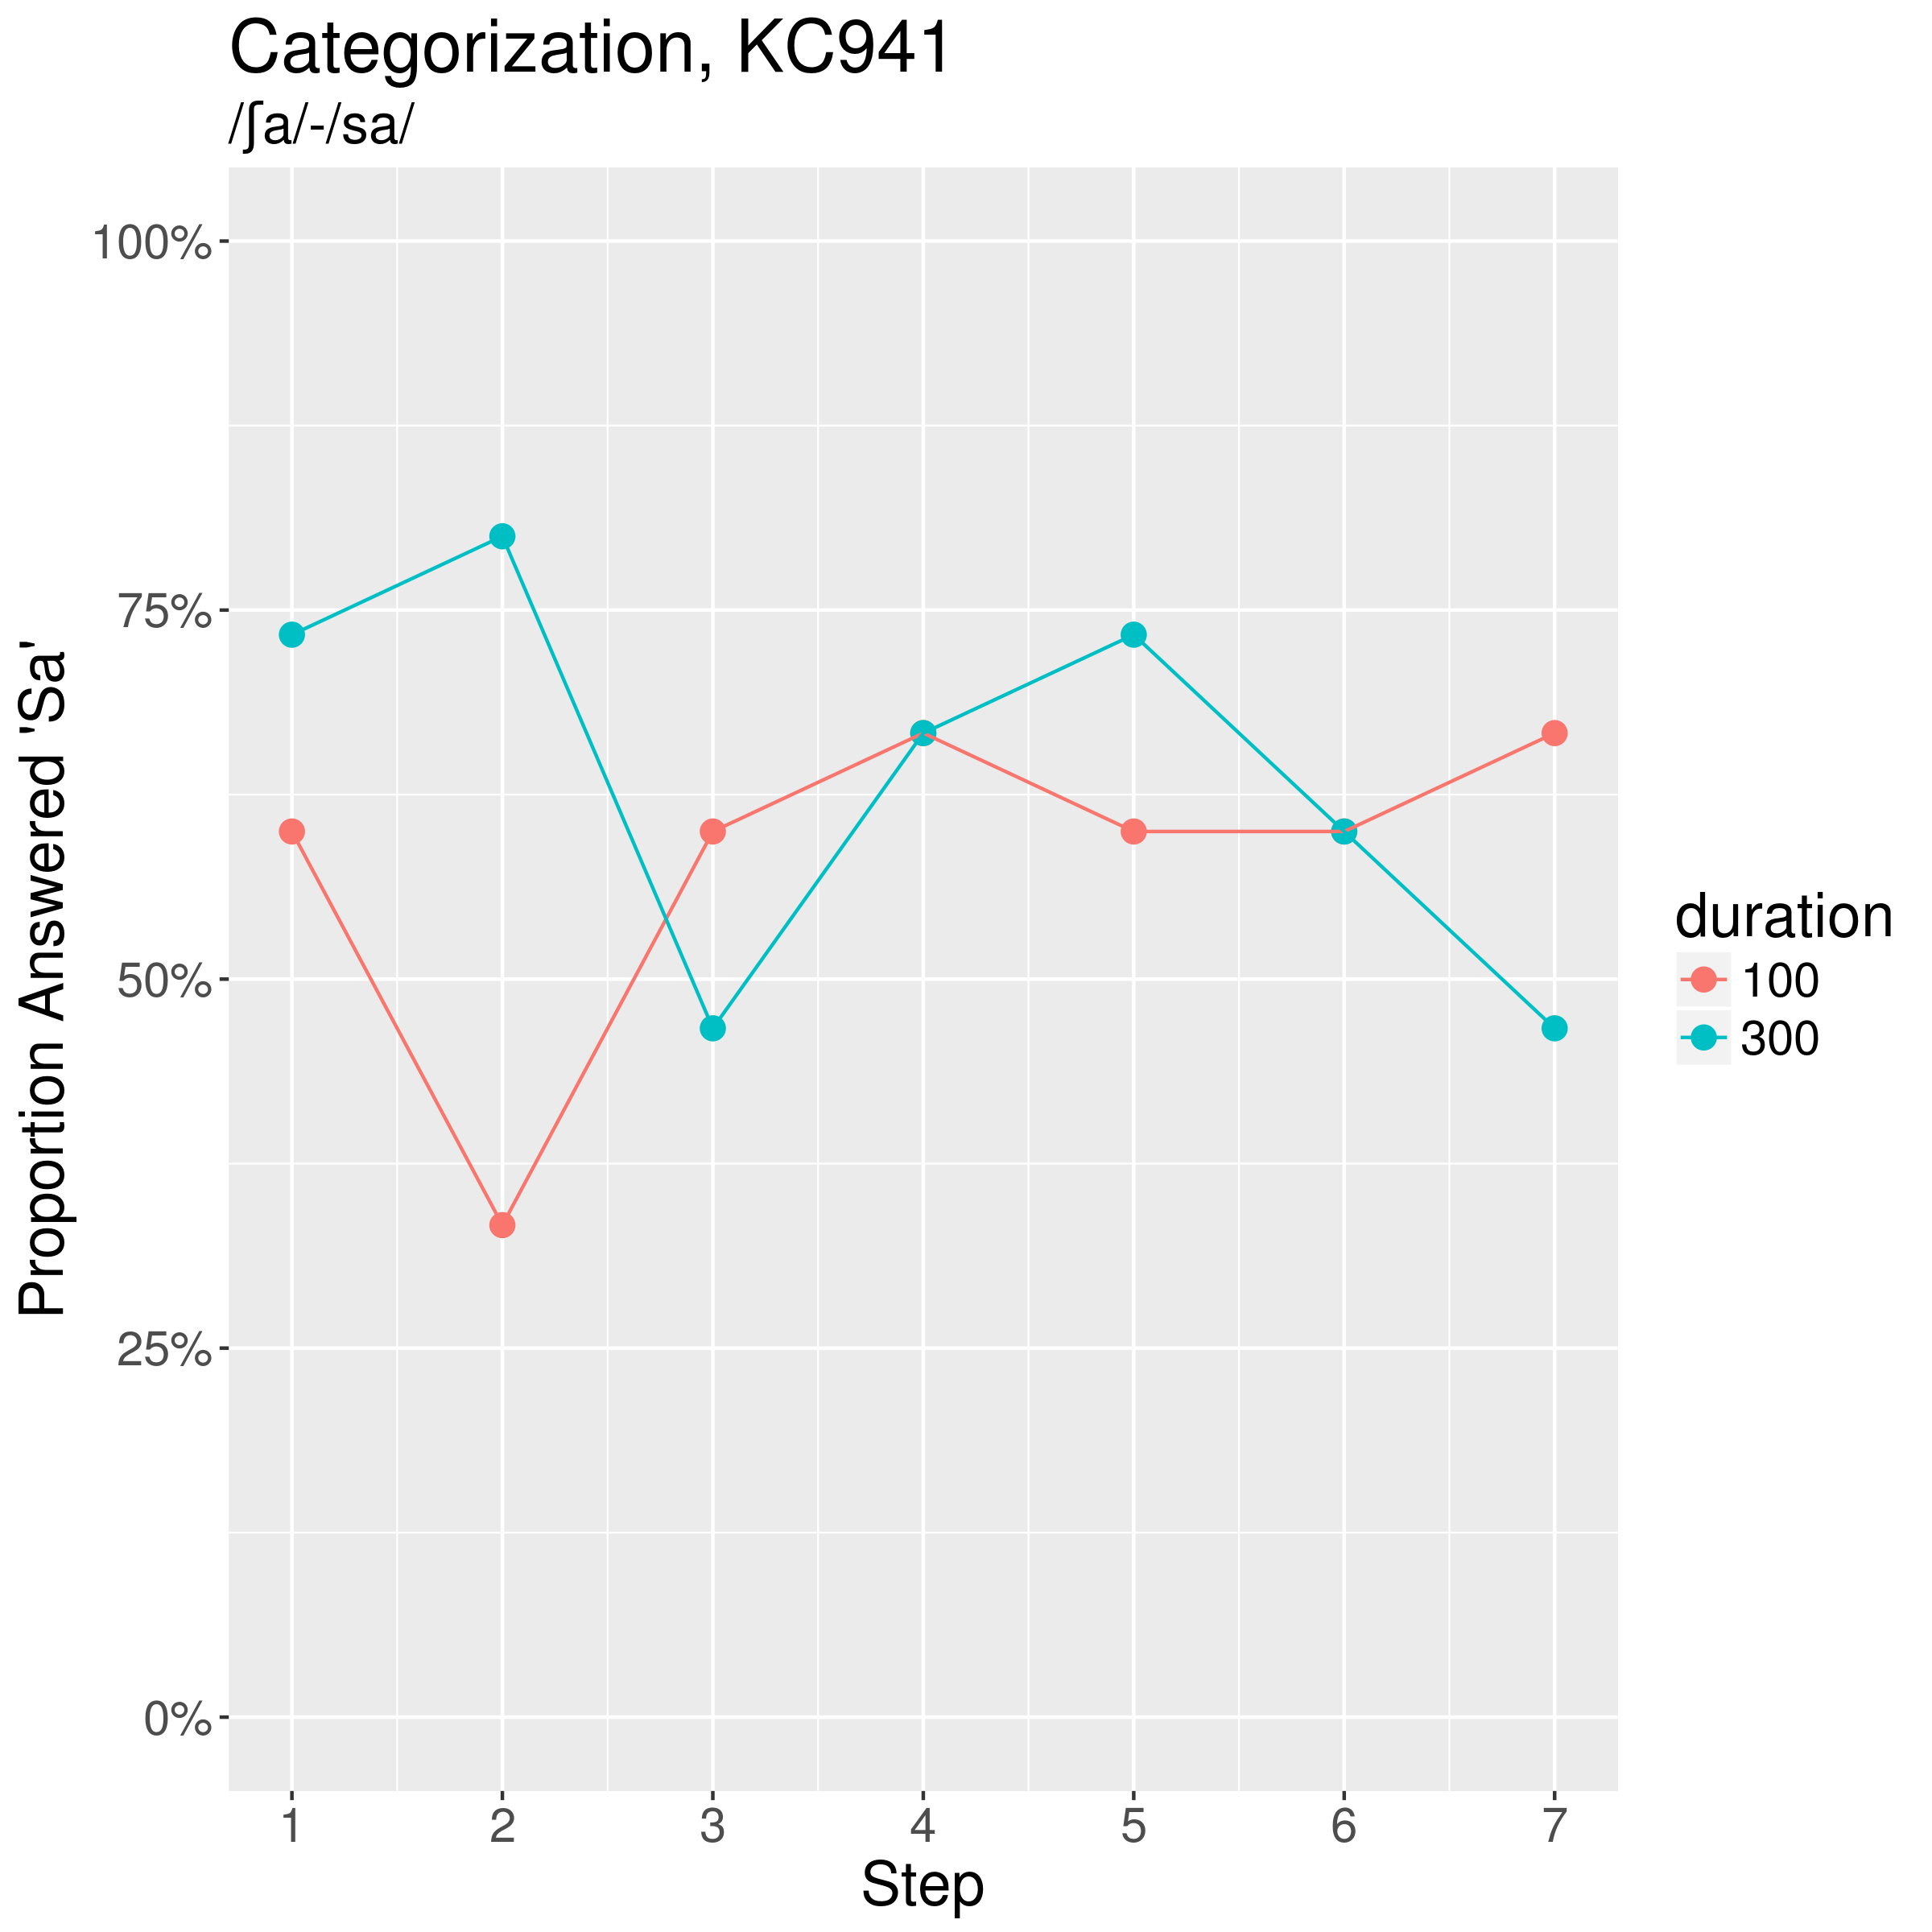 Categorization, KC941
/ʃa/-/sa/
100%
75%
50%
25%
0%
Proportion Answered 'Sa'
1 2 3 4 5 6 7
Step
duration
100
300